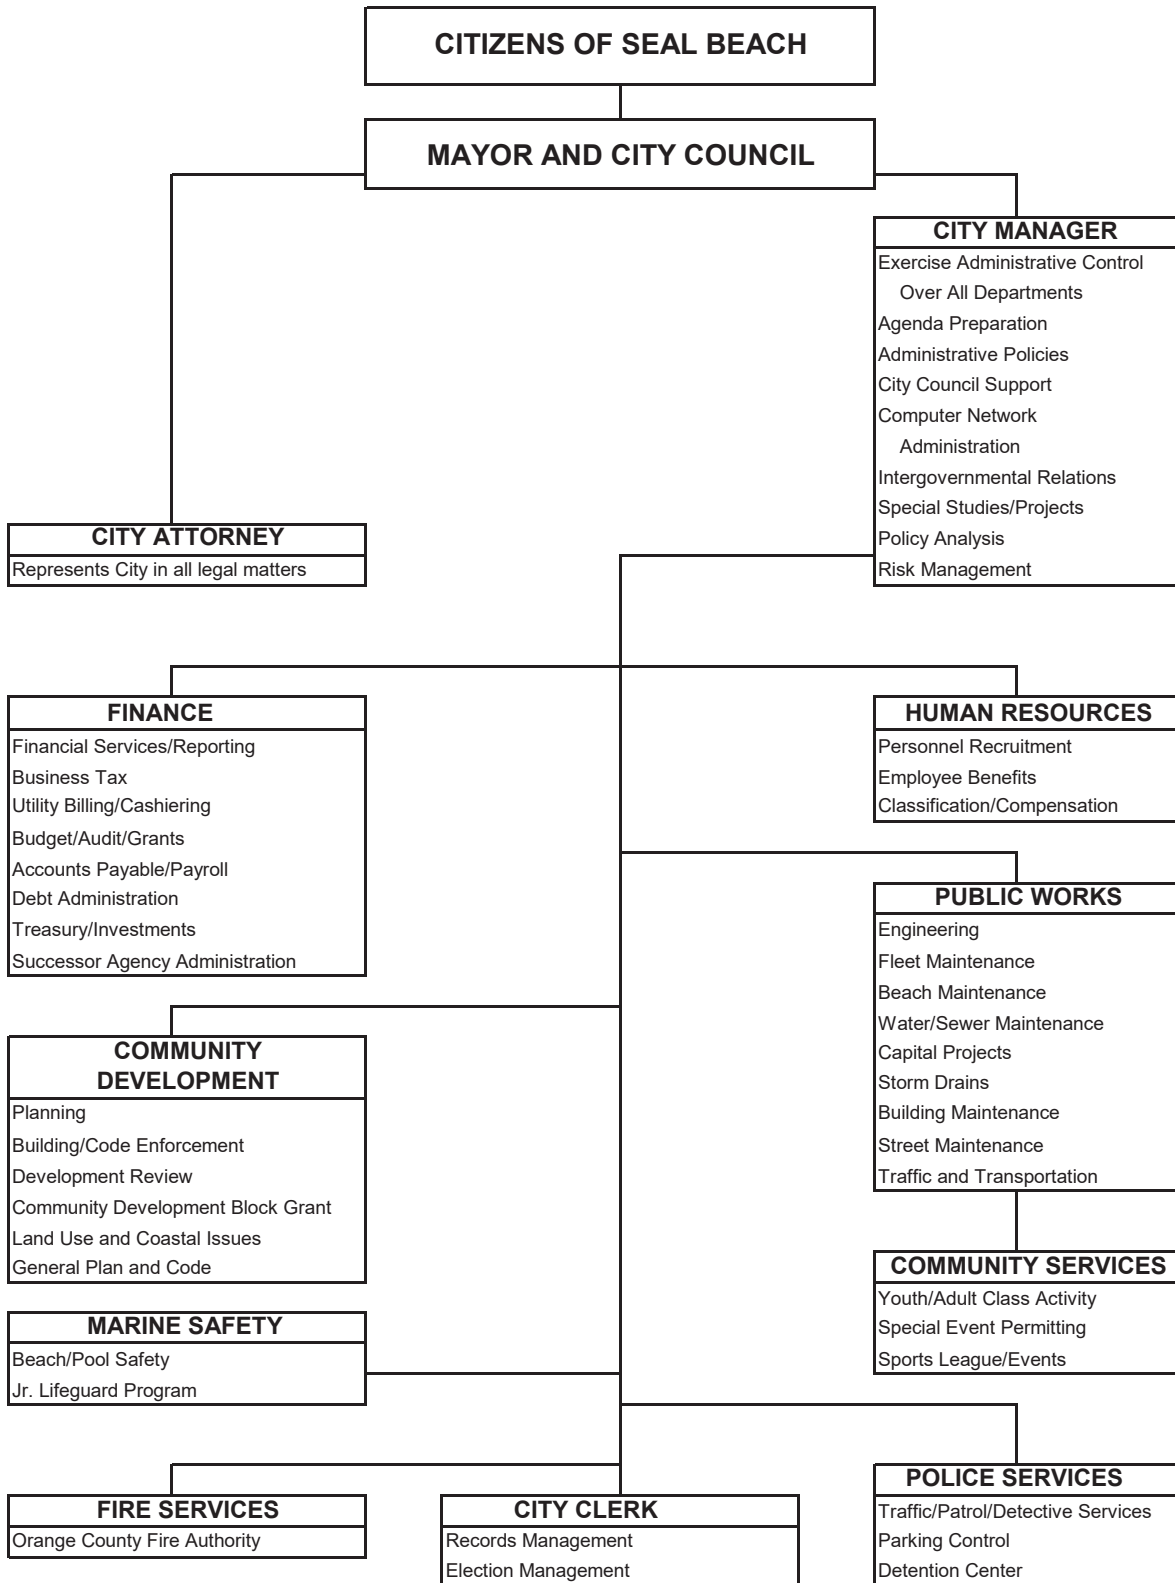 CITIZENS OF SEAL BEACH
MAYOR AND CITY COUNCIL
CITY MANAGER
Exercise Administrative Control
Over All Departments
Agenda Preparation
Administrative Policies
City Council Support
Computer Network
Administration
Intergovernmental Relations
Special Studies/Projects
Policy Analysis
Risk Management
CITY ATTORNEY
Represents City in all legal matters
FINANCE
Financial Services/Reporting
Business Tax
Utility Billing/Cashiering
Budget/Audit/Grants
Accounts Payable/Payroll
Debt Administration
Treasury/Investments
Successor Agency Administration
HUMAN RESOURCES
Personnel Recruitment
Employee Benefits
Classification/Compensation
PUBLIC WORKS
Engineering
Fleet Maintenance
Beach Maintenance
Water/Sewer Maintenance
Capital Projects
Storm Drains
Building Maintenance
Street Maintenance
Traffic and Transportation
COMMUNITY
DEVELOPMENT
Planning
Building/Code Enforcement
Development Review
Community Development Block Grant
Land Use and Coastal Issues
General Plan and Code
COMMUNITY SERVICES
Youth/Adult Class Activity
Special Event Permitting
Sports League/Events
MARINE SAFETY
Beach/Pool Safety
Jr. Lifeguard Program
FIRE SERVICES
Orange County Fire Authority
CITY CLERK
Records Management
Election Management
POLICE SERVICES
Traffic/Patrol/Detective Services
Parking Control
Detention Center